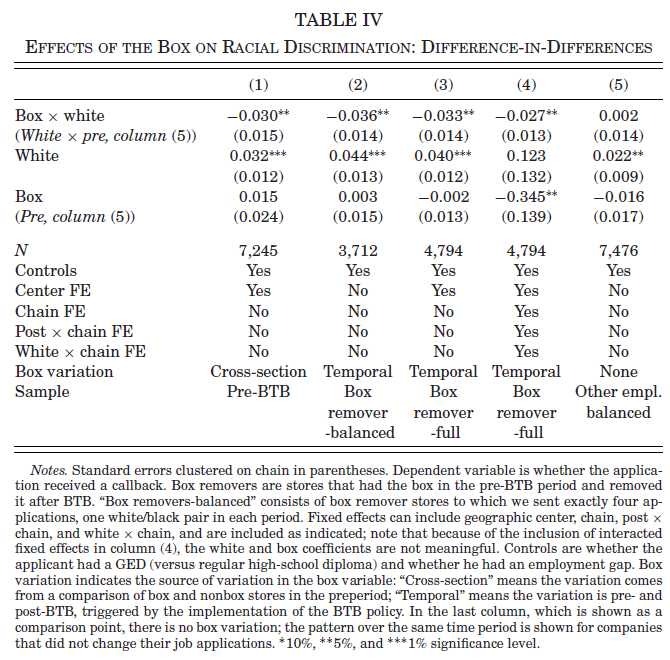 TABLE IV
EFFECTS OF THE BOX ON RACIAL DISCRIMINATION: DIFFERENCE-IN-DIFFERENCES
(1) (2) (3) (4) (5)
Box × white −0.030** −0.036** −0.033** −0.027** 0.002
(White × pre, column (5)) (0.015) (0.014) (0.014) (0.013) (0.014)
White 0.032*** 0.044*** 0.040*** 0.123 0.022**
(0.012) (0.013) (0.012) (0.132) (0.009)
Box 0.015 0.003 −0.002 −0.345** −0.016
(Pre, column (5)) (0.024) (0.015) (0.013) (0.139) (0.017)
N 7,245 3,712 4,794 4,794 7,476
Controls Yes Yes Yes Yes Yes
Center FE Yes No Yes Yes No
Chain FE No No No Yes No
Post × chain FE No No No Yes No
White × chain FE No No No Yes No
Box variation Cross-section Temporal Temporal Temporal None
Sample Pre-BTB Box Box Box Other empl.
remover remover remover balanced
-balanced -full -full
Notes. Standard errors clustered on chain in parentheses. Dependent variable is whether the applica-
tion received a callback. Box removers are stores that had the box in the pre-BTB period and removed
it after BTB. “Box removers-balanced” consists of box remover stores to which we sent exactly four ap-
plications, one white/black pair in each period. Fixed effects can include geographic center, chain, post ×
chain, and white × chain, and are included as indicated; note that because of the inclusion of interacted
fixed effects in column (4), the white and box coefficients are not meaningful. Controls are whether the
applicant had a GED (versus regular high-school diploma) and whether he had an employment gap. Box
variation indicates the source of variation in the box variable: “Cross-section” means the variation comes
from a comparison of box and nonbox stores in the preperiod; “Temporal” means the variation is pre- and
post-BTB, triggered by the implementation of the BTB policy. In the last column, which is shown as a
comparison point, there is no box variation; the pattern over the same time period is shown for companies
that did not change their job applications. *10%, **5%, and ***1% significance level.